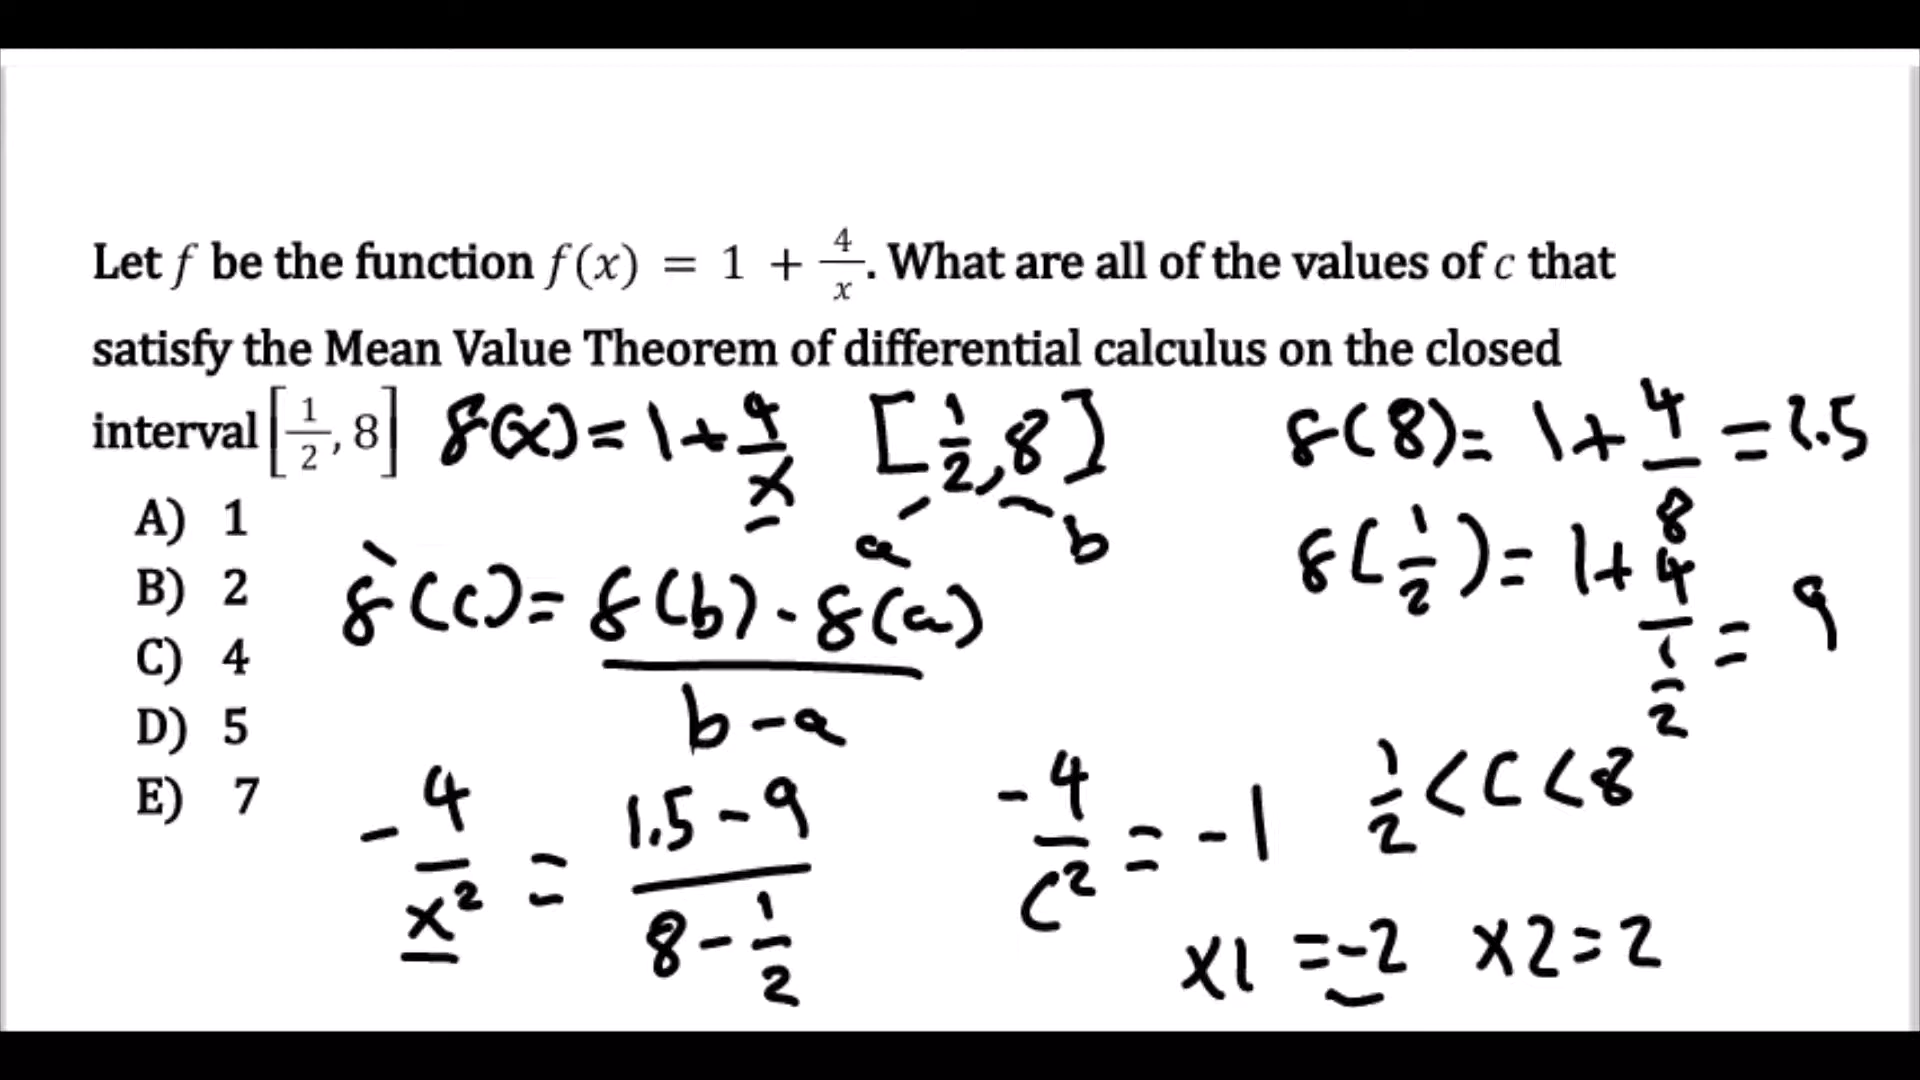 Let f be the function f(x) = 1 + 4/x. What are all of the values of c that
satisfy the Mean Value Theorem of differential calculus on the closed
interval [1/2, 8]
A) 1
B) 2
C) 4
D) 5
E) 7
f(x) = 1 + 4/x [1/2, 8]
a b
f'(c) = f(b) - f(a) / b - a
- 4/x² = 1.5 - 9 / 8 - 1/2
f(8) = 1 + 4/8 = 1.5
f(1/2) = 1 + 4/1/2 = 9
- 4/c² = -1
1/2 < c < 8
x1 = -2 x2 = 2